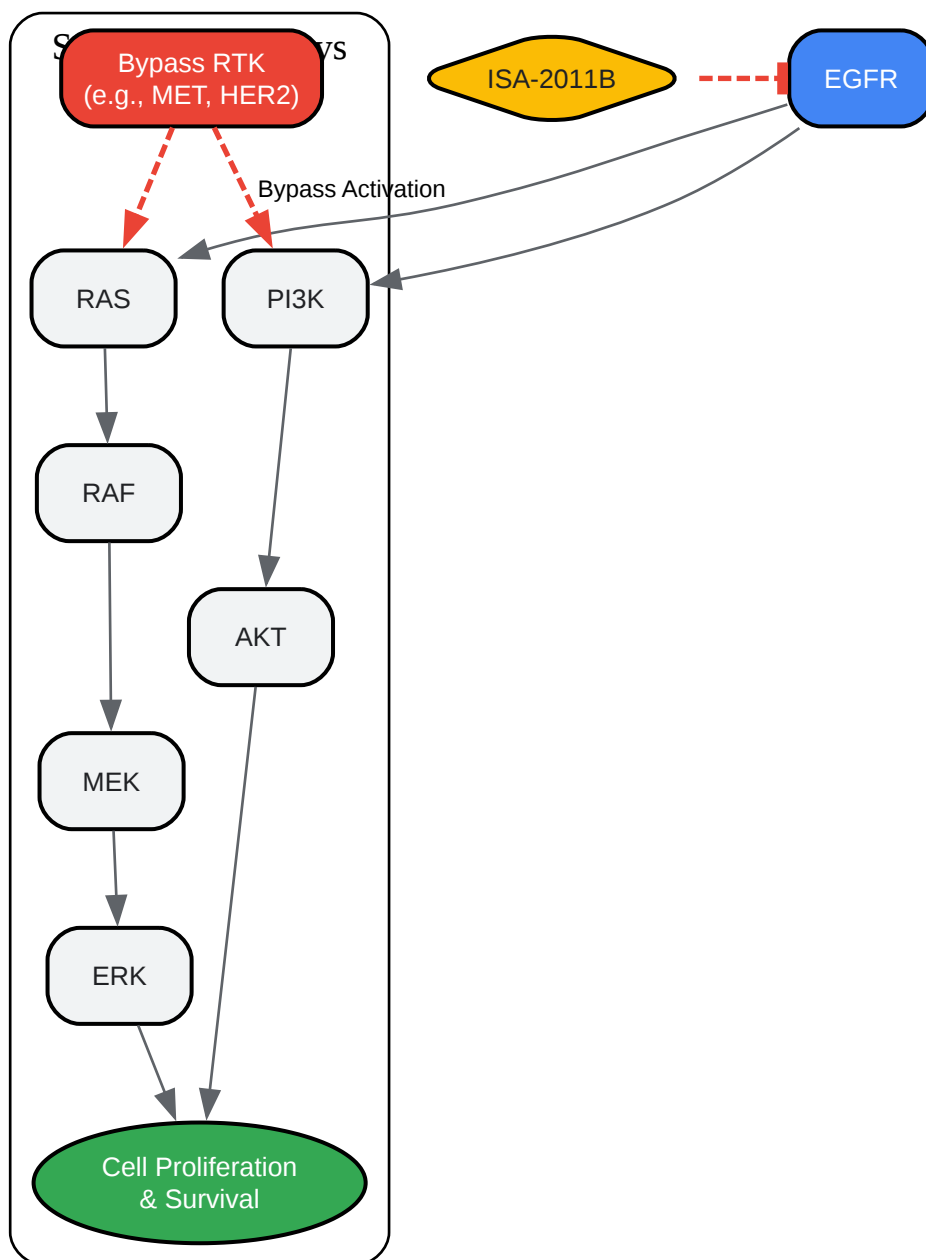 Bypass RTK
(e.g., MET, HER2)
ISA-2011B
EGFR
Bypass Activation
RAS
PI3K
RAF
AKT
MEK
ERK
Cell Proliferation
& Survival